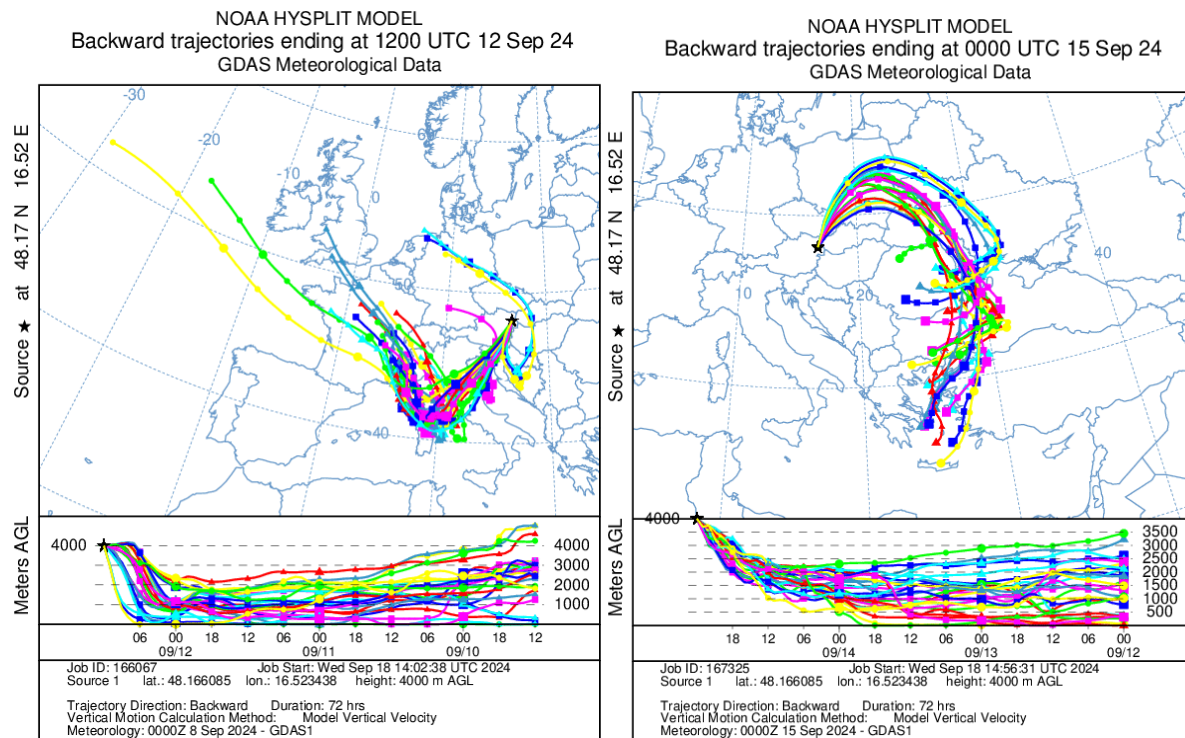 NOAA HYSPLIT MODEL
Backward trajectories ending at 1200 UTC 12 Sep 24
GDAS Meteorological Data
Source ★ at 48.17 N 16.52 E
-30
-20
-10
0
60
20
50
40
4000
Meters AGL
4000
3000
2000
1000
06 00 18 12 06 00 18 12 06 00 18 12
09/12 09/11 09/10
Job ID: 166067 Job Start: Wed Sep 18 14:02:38 UTC 2024
Source 1 lat.: 48.166085 lon.: 16.523438 height: 4000 m AGL
Trajectory Direction: Backward Duration: 72 hrs
Vertical Motion Calculation Method: Model Vertical Velocity
Meteorology: 0000Z 8 Sep 2024 - GDAS1
NOAA HYSPLIT MODEL
Backward trajectories ending at 0000 UTC 15 Sep 24
GDAS Meteorological Data
Source ★ at 48.17 N 16.52 E
40
10
20
4000
Meters AGL
3500
3000
2500
2000
1500
1000
500
18 12 06 00 18 12 06 00 18 12 06 00
09/14 09/13 09/12
Job ID: 167325 Job Start: Wed Sep 18 14:56:31 UTC 2024
Source 1 lat.: 48.166085 lon.: 16.523438 height: 4000 m AGL
Trajectory Direction: Backward Duration: 72 hrs
Vertical Motion Calculation Method: Model Vertical Velocity
Meteorology: 0000Z 15 Sep 2024 - GDAS1